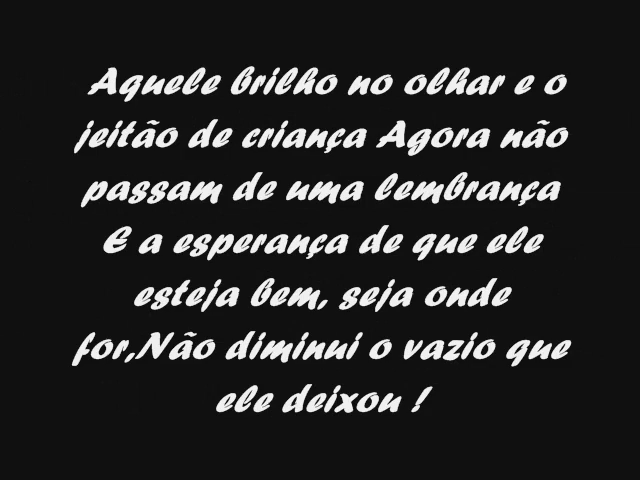 Aquele brilho no olhar e o
jeitão de criança Agora não
passam de uma lembrança
E a esperança de que ele
esteja bem, seja onde
for,Não diminui o vazio que
ele deixou !